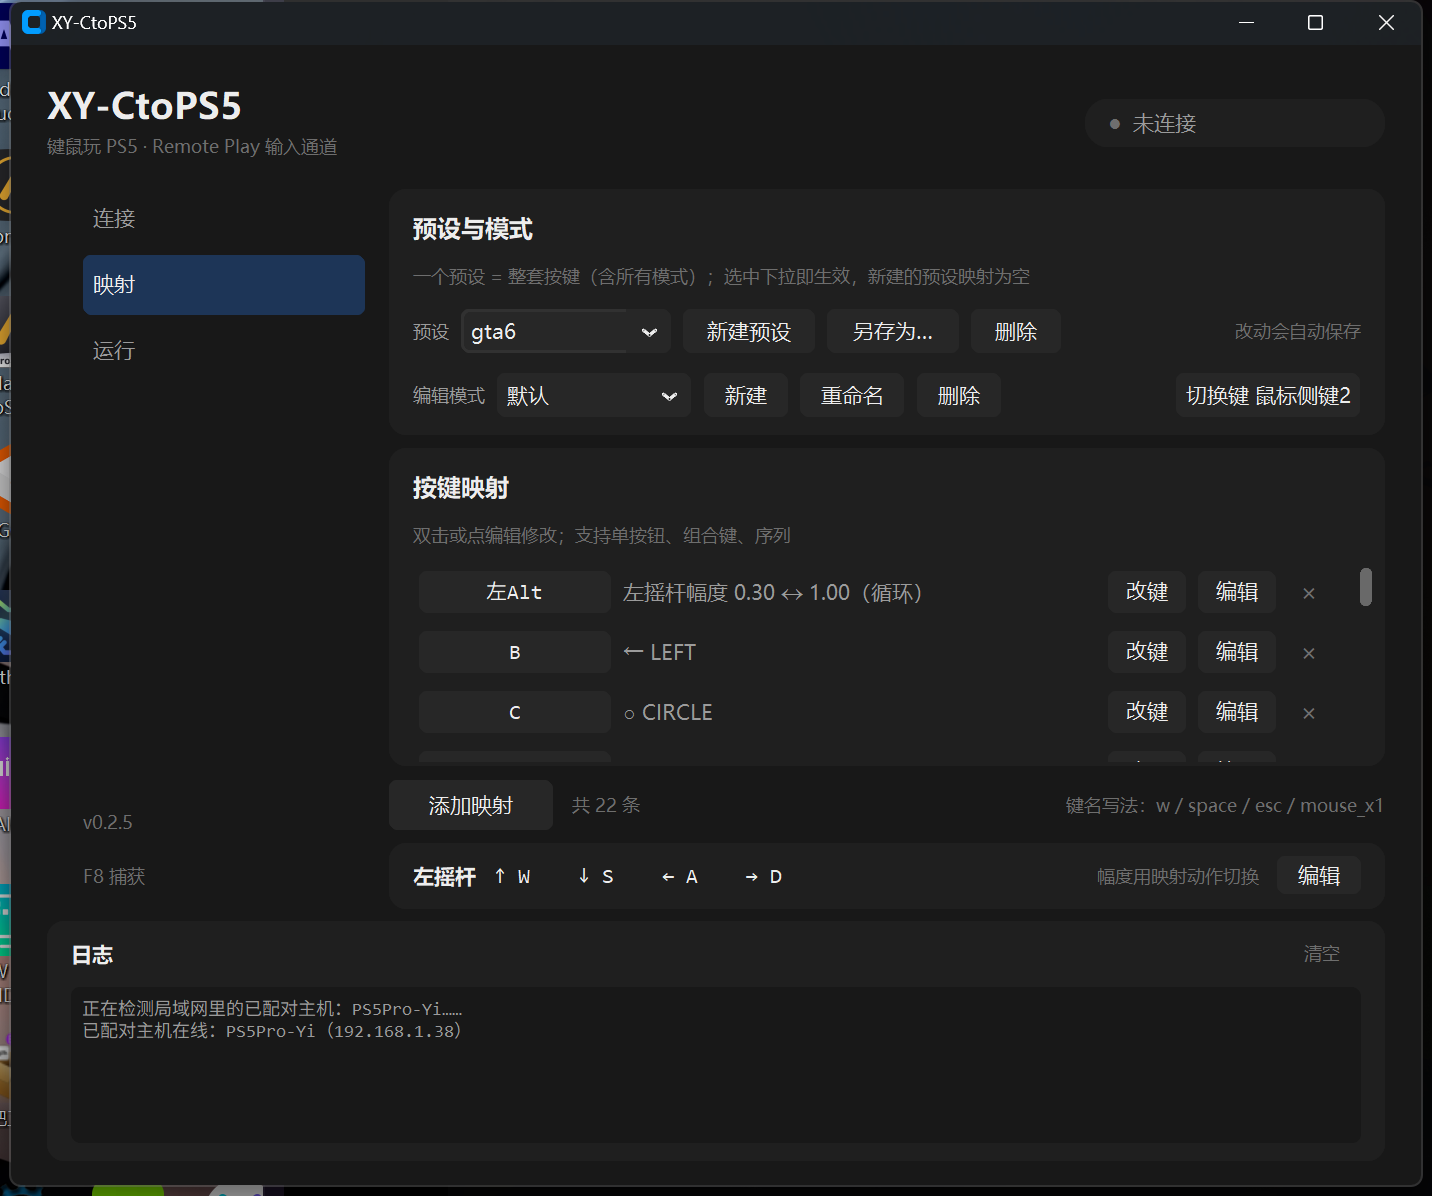 XY-CtoPS5
XY-CtoPS5
键鼠玩 PS5 · Remote Play 输入通道
● 未连接
连接
映射
运行
预设与模式
一个预设 = 整套按键（含所有模式）；选中下拉即生效，新建的预设映射为空
预设 gta6 新建预设 另存为... 删除 改动会自动保存
编辑模式 默认 新建 重命名 删除 切换键 鼠标侧键2
按键映射
双击或点编辑修改；支持单按钮、组合键、序列
左Alt 左摇杆幅度 0.30 ↔ 1.00（循环） 改键 编辑 ×
B ← LEFT 改键 编辑 ×
C ○ CIRCLE 改键 编辑 ×
添加映射 共 22 条 键名写法：w / space / esc / mouse_x1
v0.2.5
F8 捕获
左摇杆 ↑ W ↓ S ← A → D 幅度用映射动作切换 编辑
日志 清空
正在检测局域网里的已配对主机：PS5Pro-Yi……
已配对主机在线：PS5Pro-Yi（192.168.1.38）